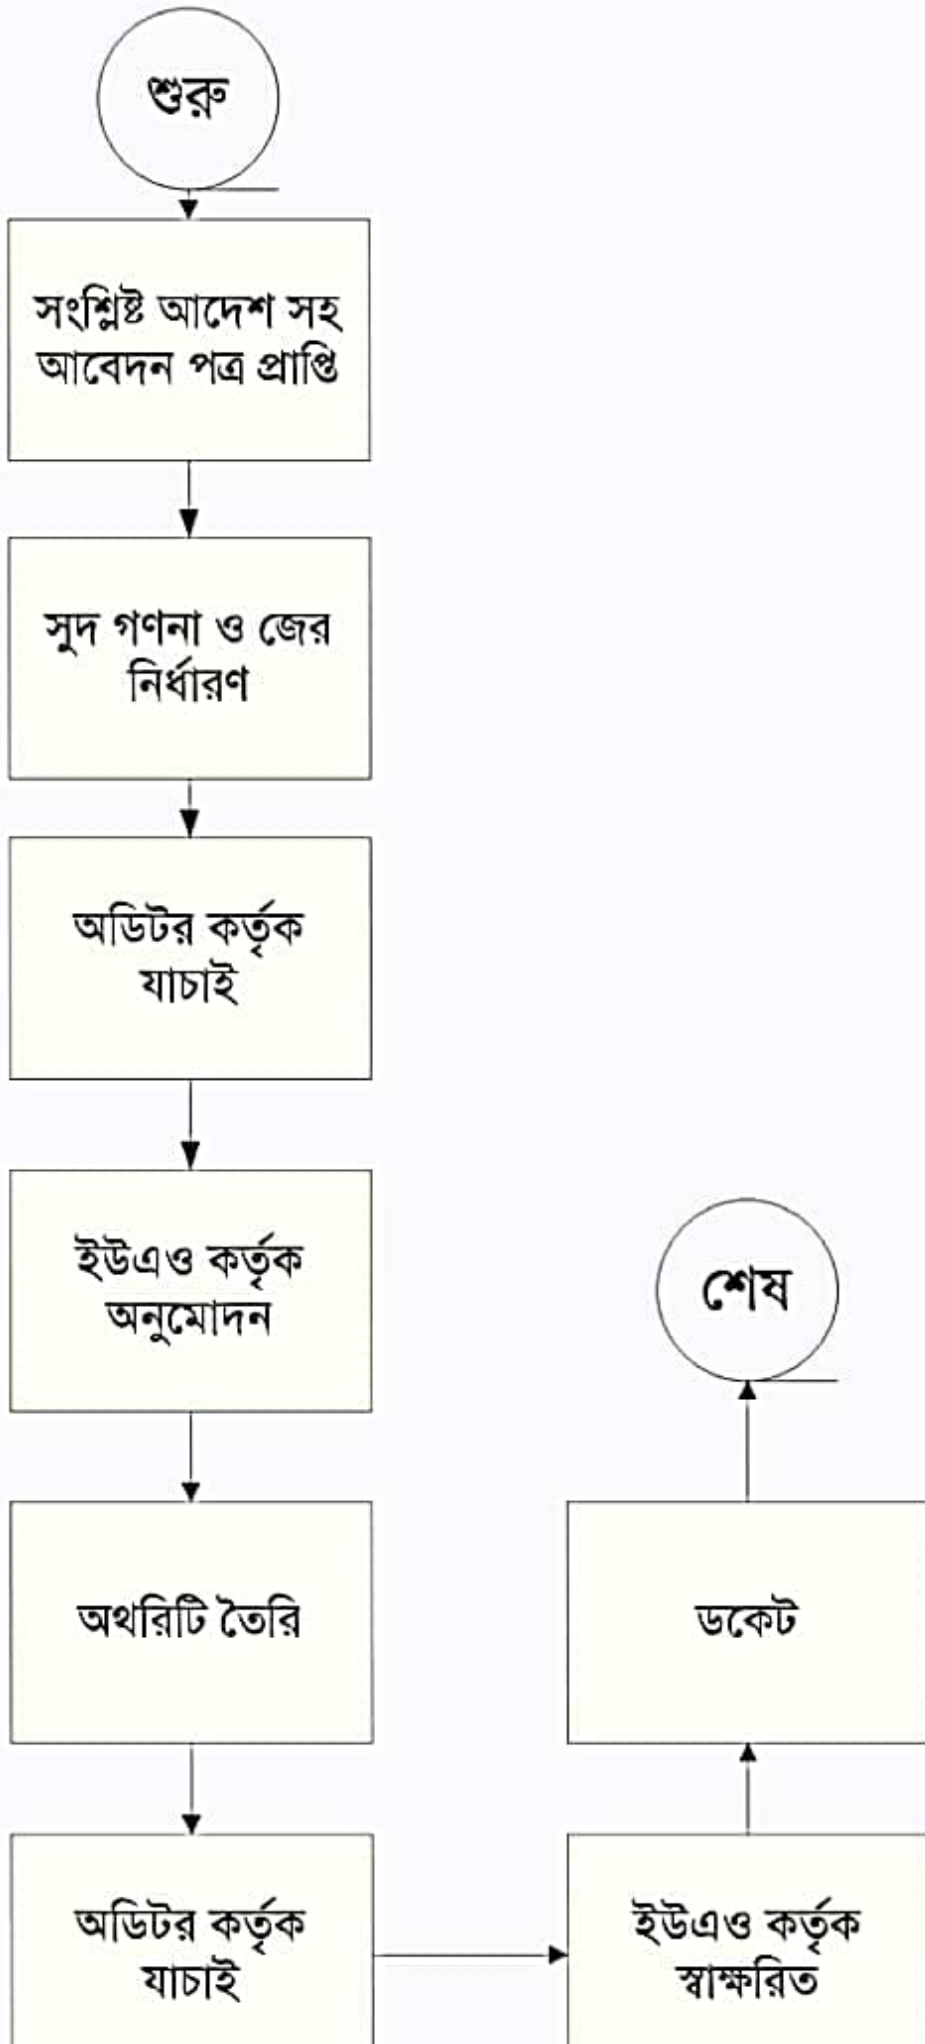 শুরু
সংশ্লিষ্ট আদেশ সহ
আবেদন পত্র প্রাপ্তি
সুদ গণনা ও জের
নির্ধারণ
অডিটর কর্তৃক
যাচাই
ইউএও কর্তৃক
অনুমোদন
অথরিটি তৈরি
অডিটর কর্তৃক
যাচাই
ইউএও কর্তৃক
স্বাক্ষরিত
ডকেট
শেষ